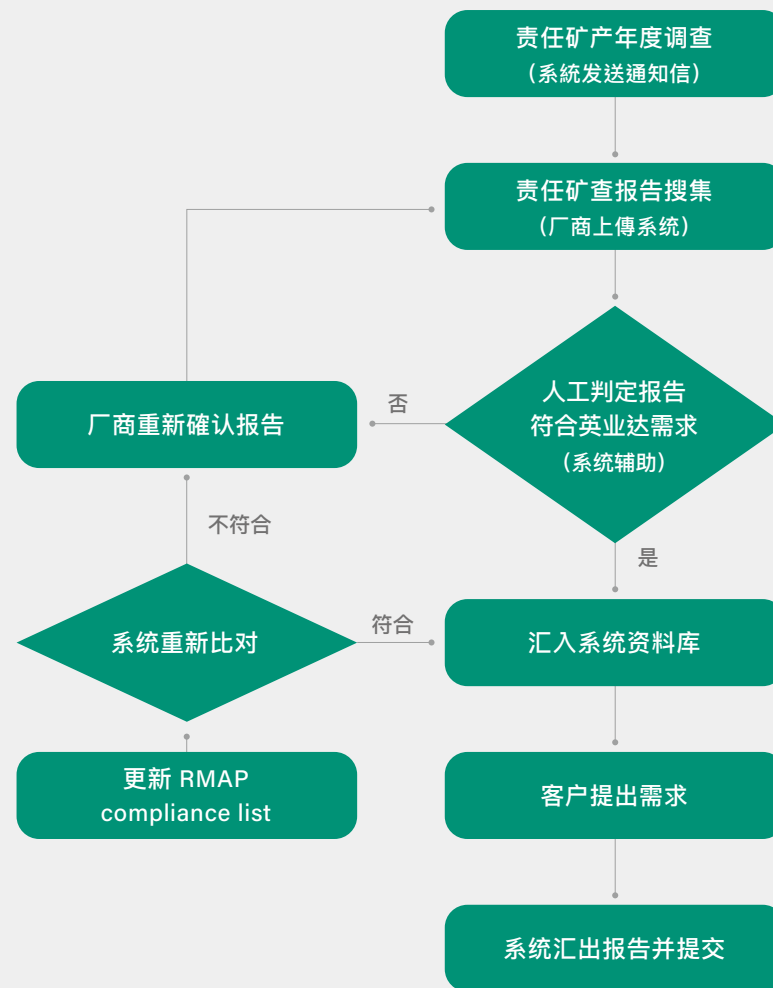 责任矿产年度调查
（系統发送通知信）
责任矿查报告搜集
（厂商上傳系统）
人工判定报告
符合英业达需求
（系统辅助）
否
厂商重新確认报告
不符合
是
系统重新比对
符合
汇入系统资料库
更新 RMAP
compliance list
客户提出需求
系统汇出报告并提交